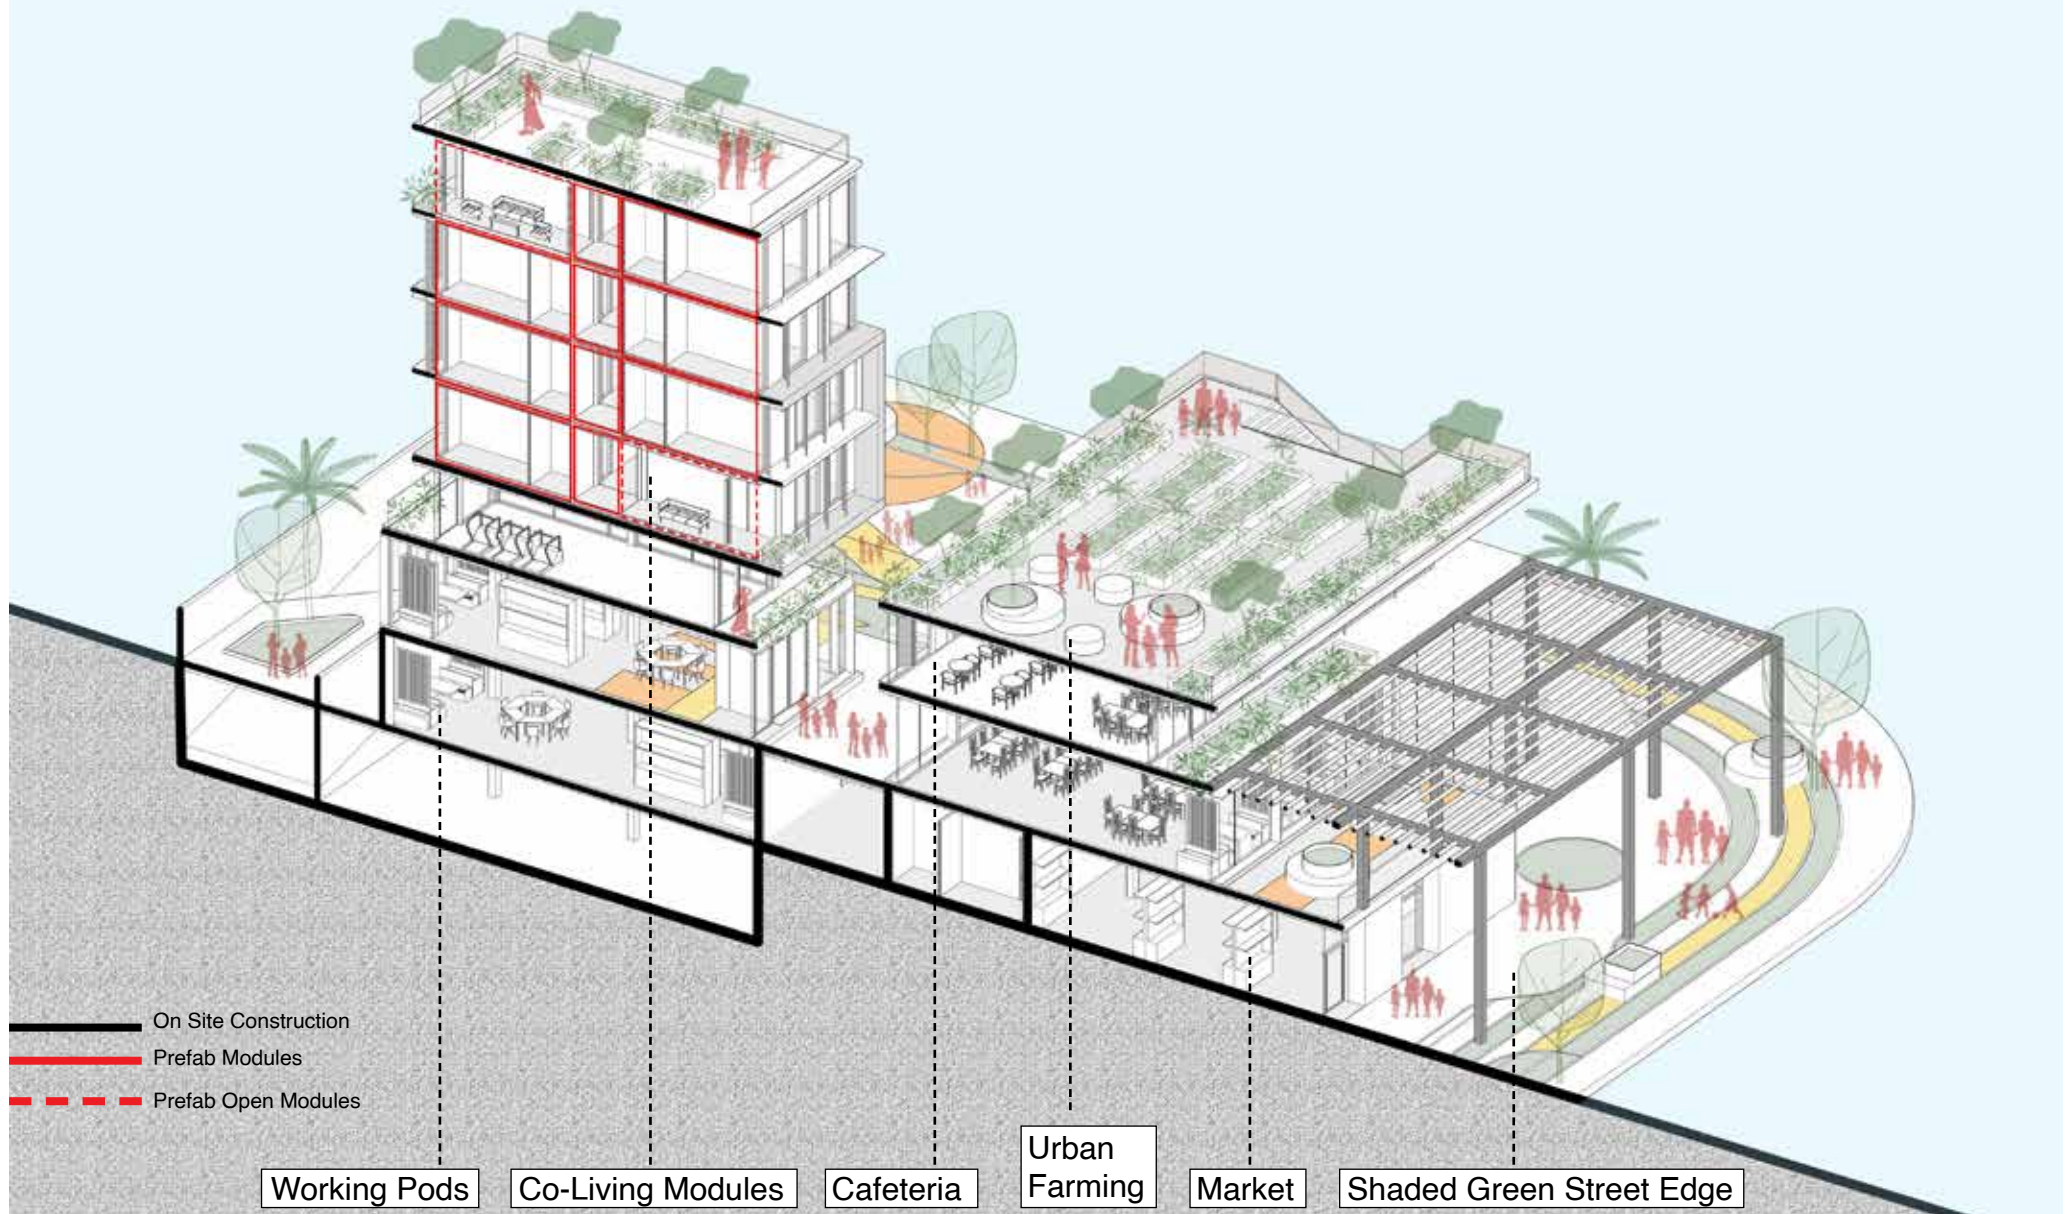 On Site Construction
Prefab Modules
Prefab Open Modules
Working Pods
Co-Living Modules
Cafeteria
Urban
Farming
Market
Shaded Green Street Edge